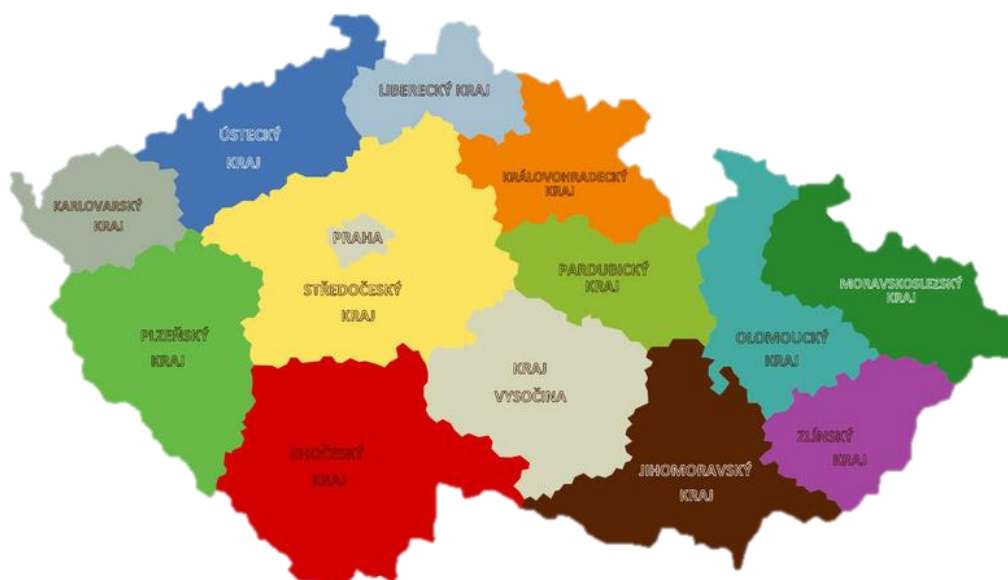 LIBERECKÝ KRAJ
ÚSTECKÝ
KRAJ
KRÁLOVOHRADECKÝ
KRAJ
KARLOVARSKÝ
KRAJ
PRAHA
PARDUBICKÝ
KRAJ
STŘEDOČESKÝ
KRAJ
MORAVSKOSLEZSKÝ
KRAJ
PLZEŇSKÝ
KRAJ
OLOMOUCKÝ
KRAJ
KRAJ
VYSOČINA
ZLÍNSKÝ
KRAJ
JIHOČESKÝ
KRAJ
JIHOMORAVSKÝ
KRAJ